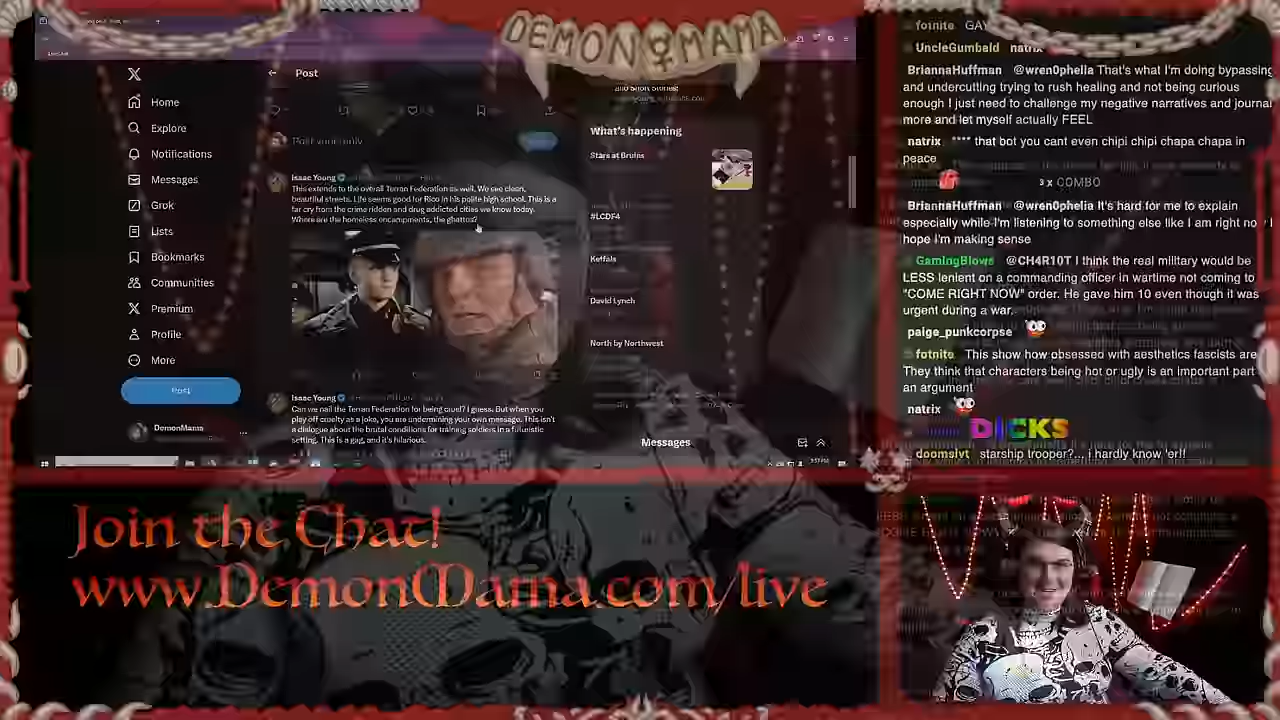 DEMON MAMA
Home
Explore
Notifications
Messages
Grok
Lists
Bookmarks
Communities
Premium
Profile
More
Post
DemonMama
Post
Post your reply
Isaac Young
This extends to the overall Terran Federation as well. We see clean,
beautiful streets. Life seems good for Rico in his polite high school. This is a
far cry from the crime ridden and drug addicted cities we know today.
Where are the homeless encampments, the ghettos?
Isaac Young
Can we nail the Terran Federation for being cruel? I guess. But when you
play off cruelty as a joke, you are undermining your own message. This isn't
a dialogue about the brutal conditions for training soldiers in a futuristic
setting. This is a gag, and it's hilarious.
and Short Stories!
What's happening
Stars at Bruins
#LCDF4
Keffals
David Lynch
North by Northwest
Messages
fotnite GAY
UncleGumbald natrix
BriannaHuffman @wren0phelia That's what I'm doing bypassing
and undercutting trying to rush healing and not being curious
enough I just need to challenge my negative narratives and journal
more and let myself actually FEEL
natrix **** that bot you cant even chipi chipi chapa chapa in
peace
3 x COMBO
BriannaHuffman @wren0phelia It's hard for me to explain
especially while I'm listening to something else like I am right now I
hope I'm making sense
GamingBlows @CH4R10T I think the real military would be
LESS lenient on a commanding officer in wartime not coming to
"COME RIGHT NOW" order. He gave him 10 even though it was
urgent during a war.
paige_punkcorpse
fotnite This show how obsessed with aesthetics fascists are
They think that characters being hot or ugly is an important part
an argument
natrix
DICKS
doomslvt starship trooper?... i hardly know 'er!!
Join the Chat!
www.DemonMama.com/live